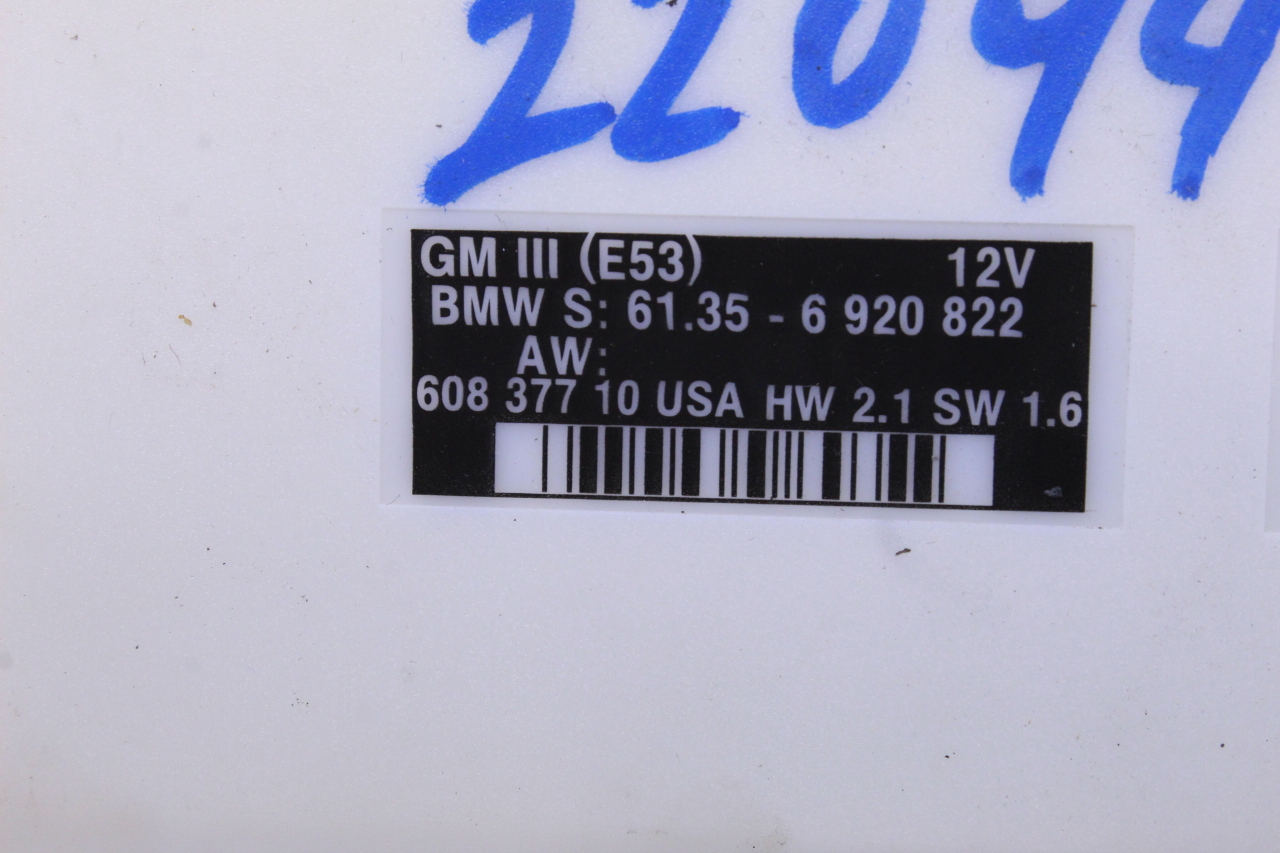 22044
GM III (E53) 12V
BMW S: 61.35 - 6 920 822
AW:
608 377 10 USA HW 2.1 SW 1.6